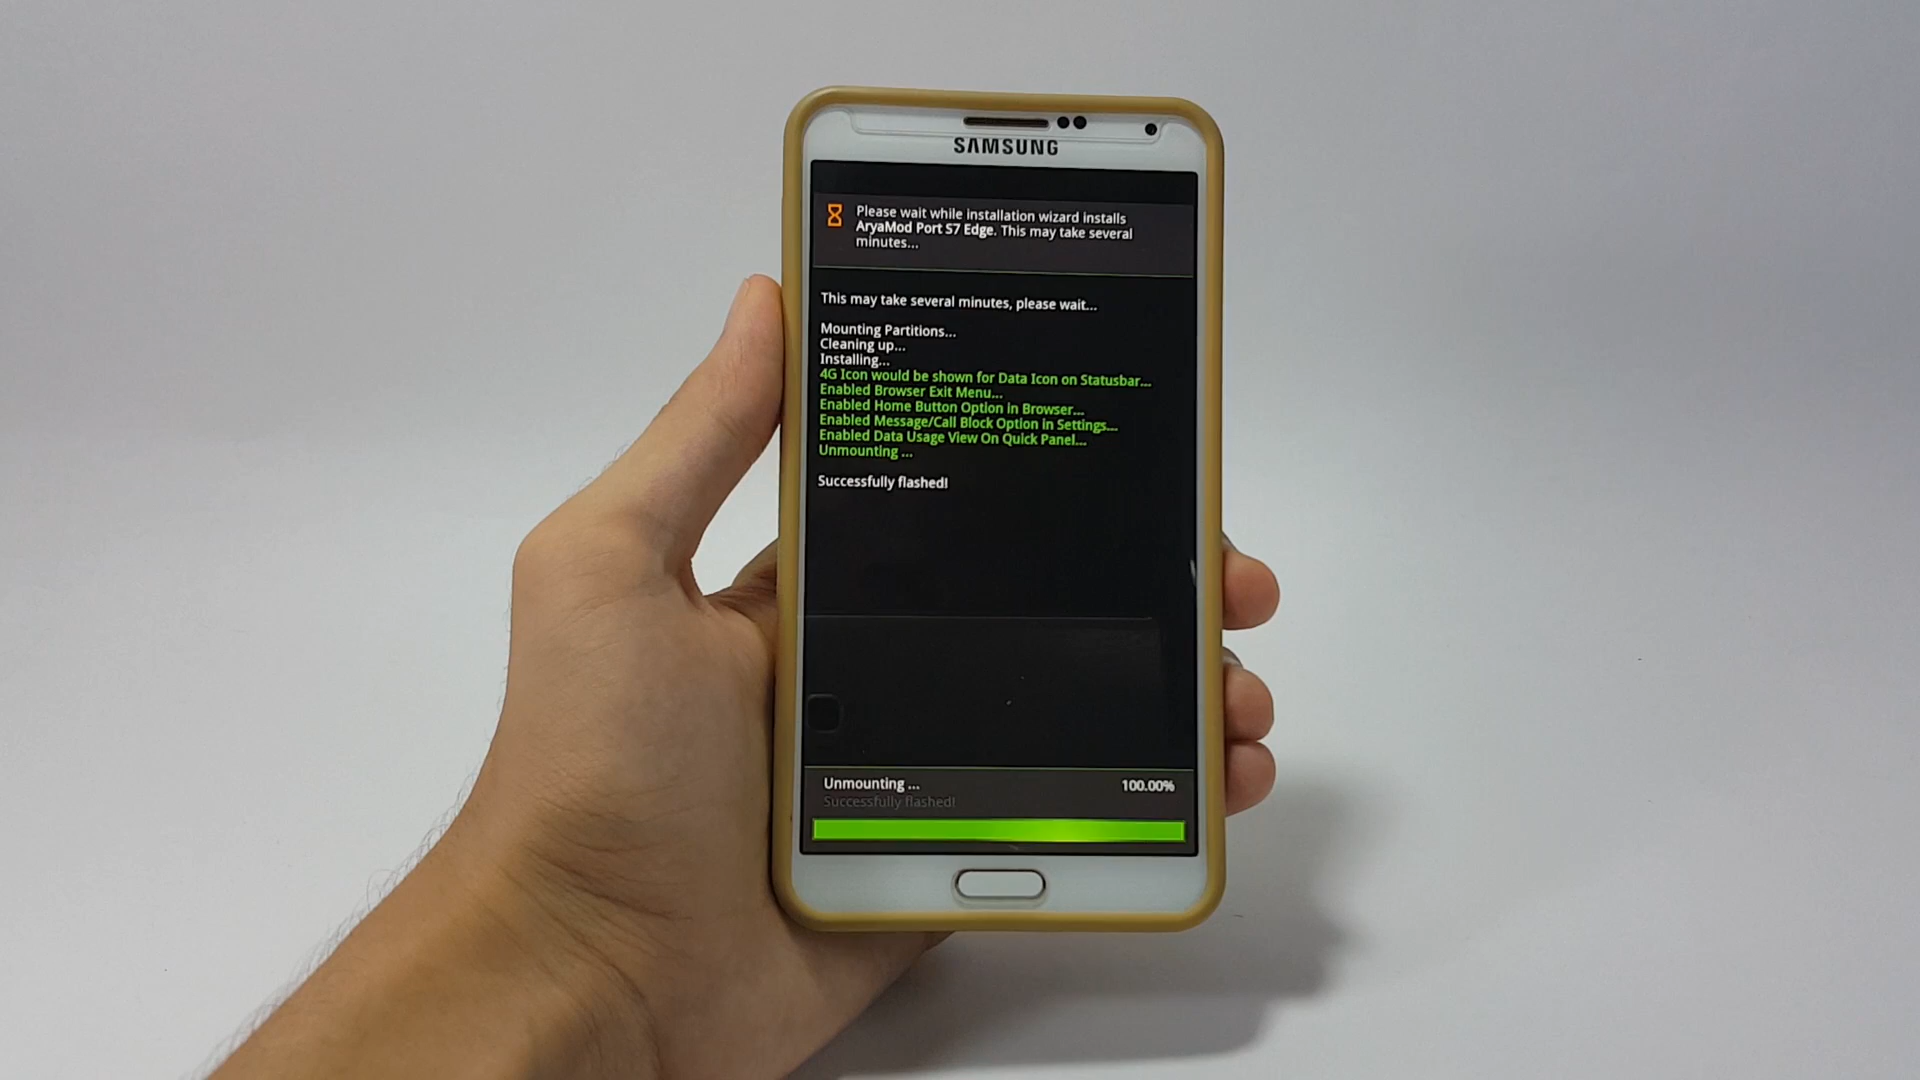 SAMSUNG
Please wait while installation wizard installs
AryaMod Port S7 Edge. This may take several
minutes...
This may take several minutes, please wait...
Mounting Partitions...
Cleaning up...
Installing...
4G Icon would be shown for Data Icon on Statusbar...
Enabled Browser Exit Menu...
Enabled Home Button Option in Browser...
Enabled Message/Call Block Option in Settings...
Enabled Data Usage View On Quick Panel...
Unmounting ...
Successfully flashed!
Unmounting ... 100.00%
Successfully flashed!